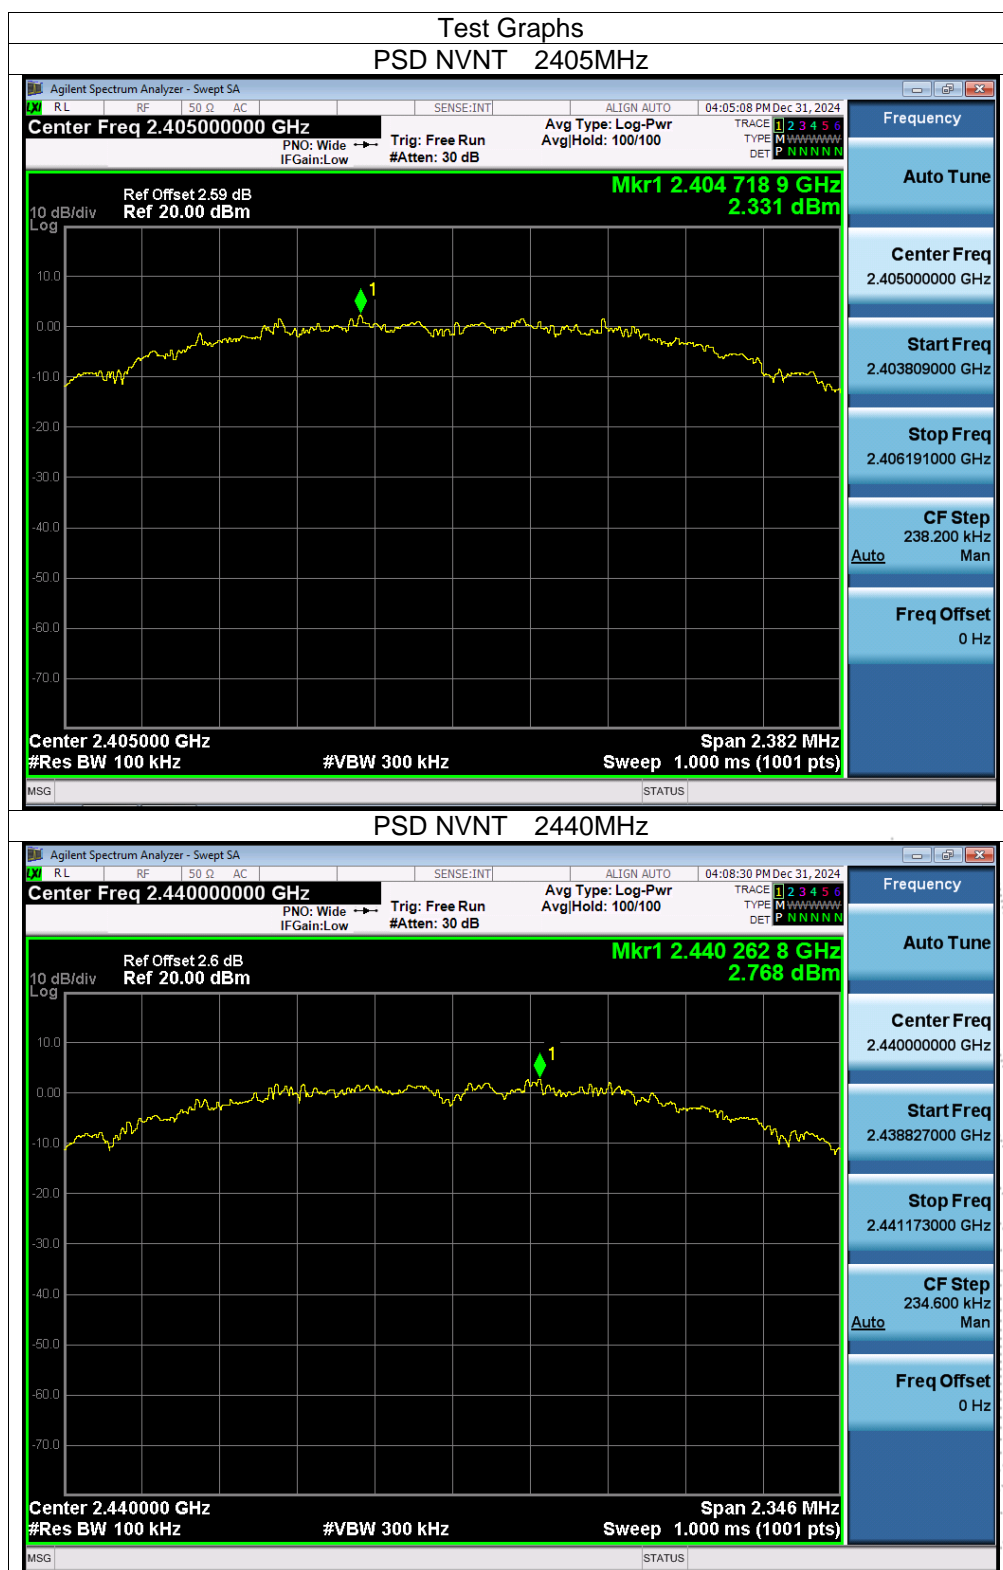 Test Graphs
PSD NVNT 2405MHz
Agilent Spectrum Analyzer - Swept SA
LXI RL RF 50 Ω AC SENSE:INT ALIGN AUTO 04:05:08 PM Dec 31, 2024
Center Freq 2.405000000 GHz
PNO: Wide
IFGain:Low
Trig: Free Run
#Atten: 30 dB
Avg Type: Log-Pwr
Avg|Hold: 100/100
TRACE 1 2 3 4 5 6
TYPE M W W W W W
DET P N N N N N
Frequency
Mkr1 2.404 718 9 GHz
2.331 dBm
Ref Offset 2.59 dB
10 dB/div Ref 20.00 dBm
Log
1
10.0
0.00
-10.0
-20.0
-30.0
-40.0
-50.0
-60.0
-70.0
Center 2.405000 GHz Span 2.382 MHz
#Res BW 100 kHz #VBW 300 kHz Sweep 1.000 ms (1001 pts)
MSG STATUS
Auto Tune
Center Freq
2.405000000 GHz
Start Freq
2.403809000 GHz
Stop Freq
2.406191000 GHz
CF Step
238.200 kHz
Auto Man
Freq Offset
0 Hz
PSD NVNT 2440MHz
Agilent Spectrum Analyzer - Swept SA
LXI RL RF 50 Ω AC SENSE:INT ALIGN AUTO 04:08:30 PM Dec 31, 2024
Center Freq 2.440000000 GHz
PNO: Wide
IFGain:Low
Trig: Free Run
#Atten: 30 dB
Avg Type: Log-Pwr
Avg|Hold: 100/100
TRACE 1 2 3 4 5 6
TYPE M W W W W W
DET P N N N N N
Frequency
Mkr1 2.440 262 8 GHz
2.768 dBm
Ref Offset 2.6 dB
10 dB/div Ref 20.00 dBm
Log
1
10.0
0.00
-10.0
-20.0
-30.0
-40.0
-50.0
-60.0
-70.0
Center 2.440000 GHz Span 2.346 MHz
#Res BW 100 kHz #VBW 300 kHz Sweep 1.000 ms (1001 pts)
MSG STATUS
Auto Tune
Center Freq
2.440000000 GHz
Start Freq
2.438827000 GHz
Stop Freq
2.441173000 GHz
CF Step
234.600 kHz
Auto Man
Freq Offset
0 Hz